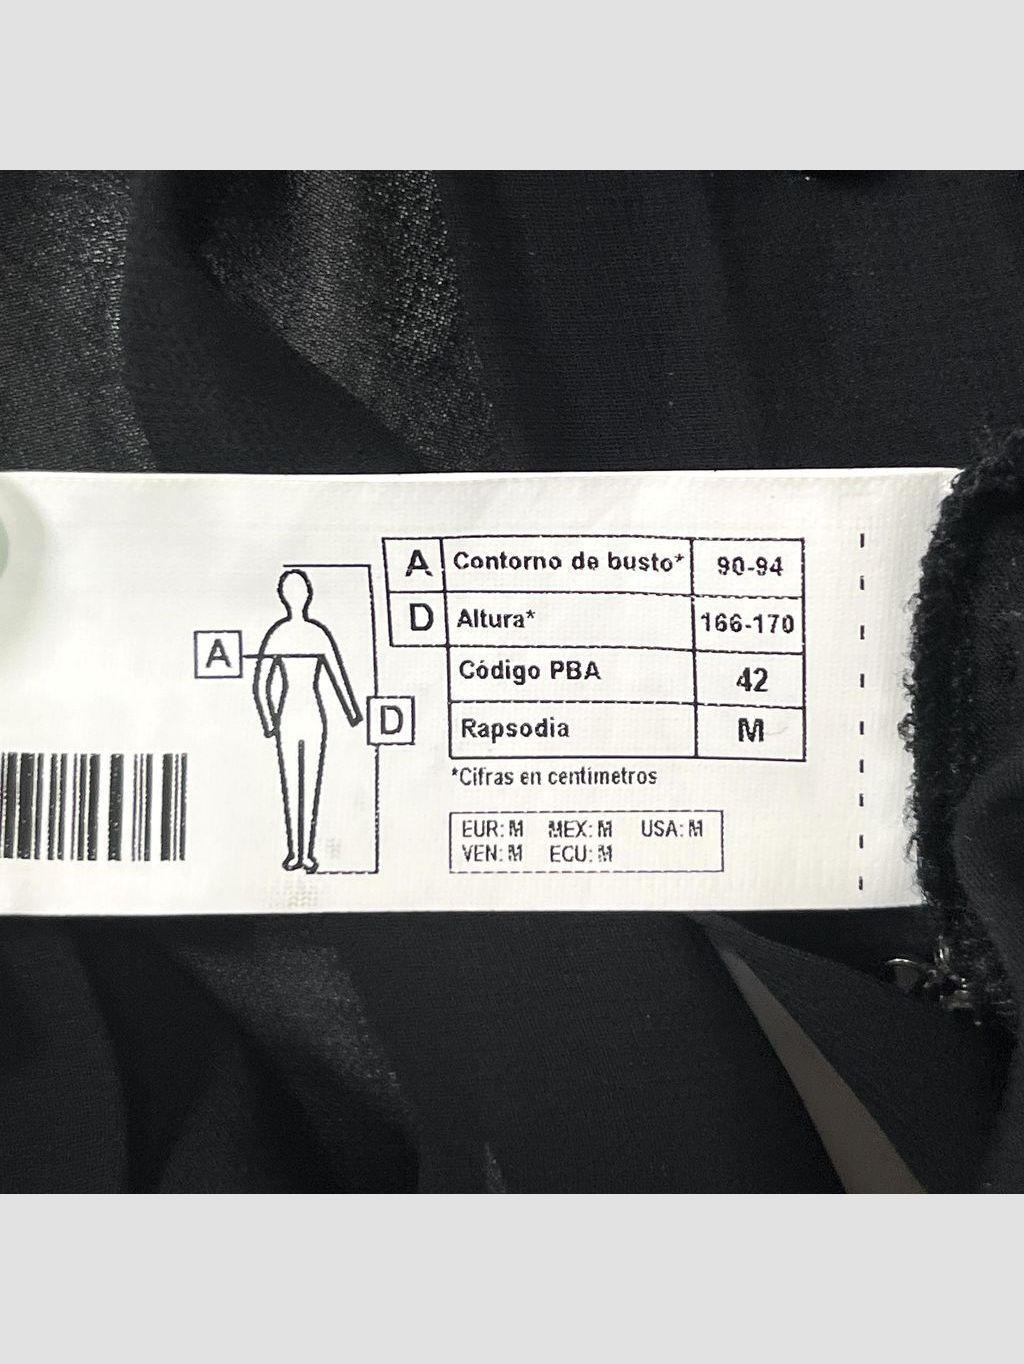 A Contorno de busto* 90-94
D Altura* 166-170
Código PBA 42
Rapsodia M
*Cifras en centímetros
A
D
EUR: M MEX: M USA: M
VEN: M ECU: M